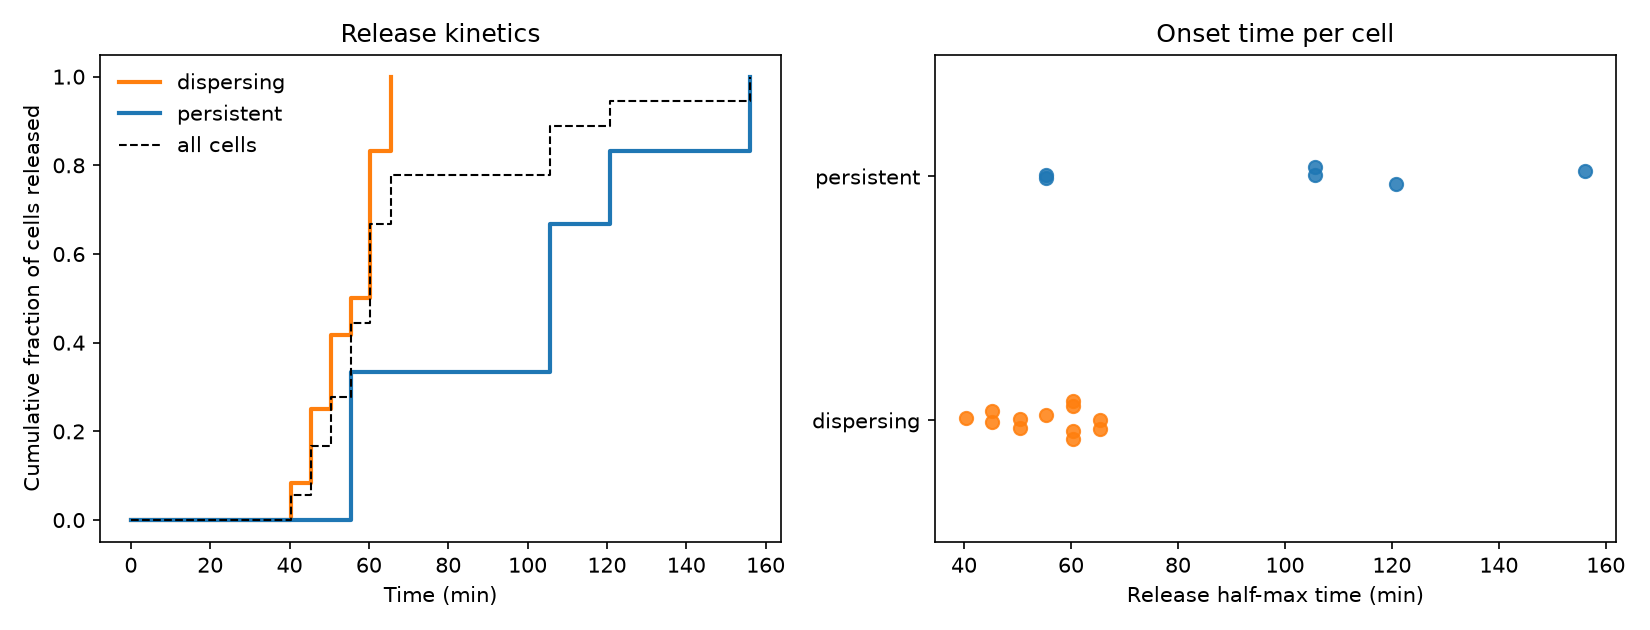 Release kinetics
dispersing
persistent
all cells
1.0
0.8
0.6
0.4
0.2
0.0
Cumulative fraction of cells released
0 20 40 60 80 100 120 140 160
Time (min)
Onset time per cell
persistent
dispersing
40 60 80 100 120 140 160
Release half-max time (min)